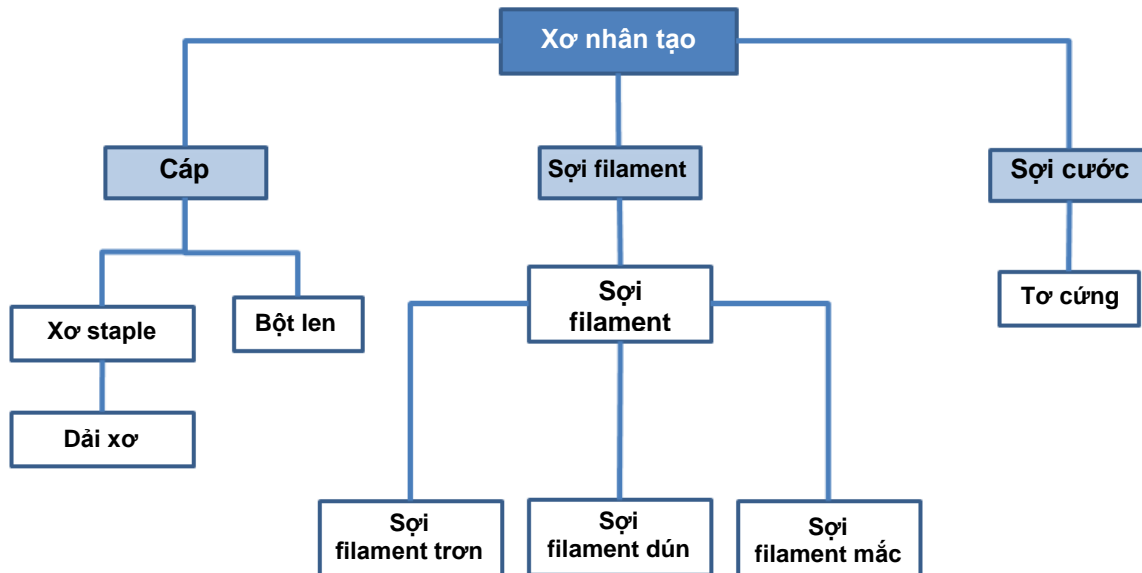 Xơ nhân tạo
Cáp
Sợi filament
Sợi cước
Xơ staple
Bột len
Sợi
filament
Tơ cứng
Dải xơ
Sợi
filament trơn
Sợi
filament dún
Sợi
filament mắc